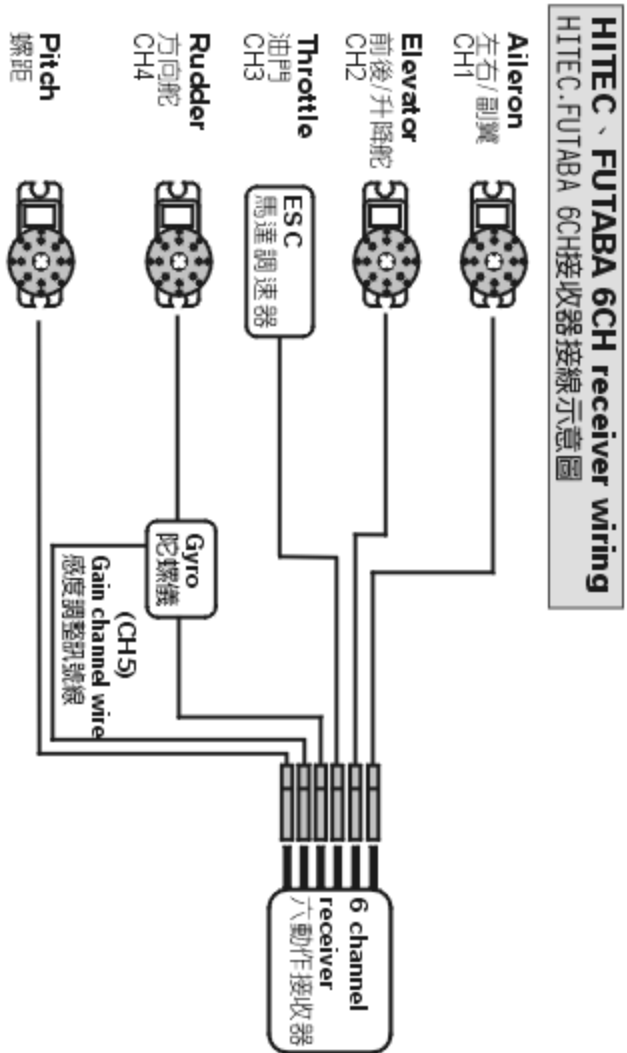 HITEC、FUTABA 6CH receiver wiring
HITEC.FUTABA 6CH接收器接線示意圖
Aileron
左右/副翼
CH1
Elevator
前後/升降舵
CH2
Throttle
油門
CH3
Rudder
方向舵
CH4
Pitch
螺距
ESC
馬達調速器
Gyro
陀螺儀
(CH5)
Gain channel wire
感度調整訊號線
6 channel
receiver
六動作接收器